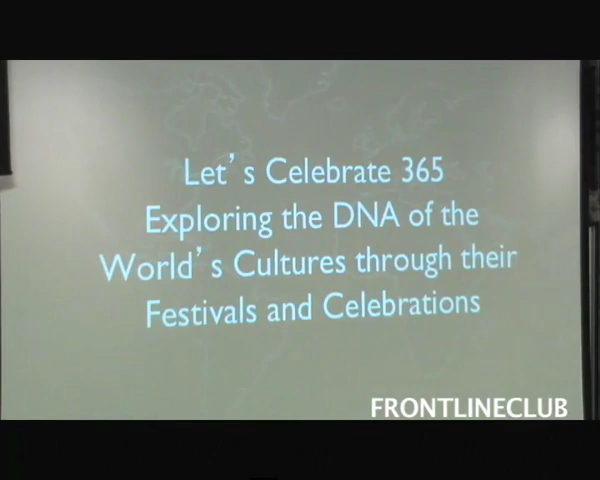 Let's Celebrate 365
Exploring the DNA of the
World's Cultures through their
Festivals and Celebrations
FRONTLINECLUB